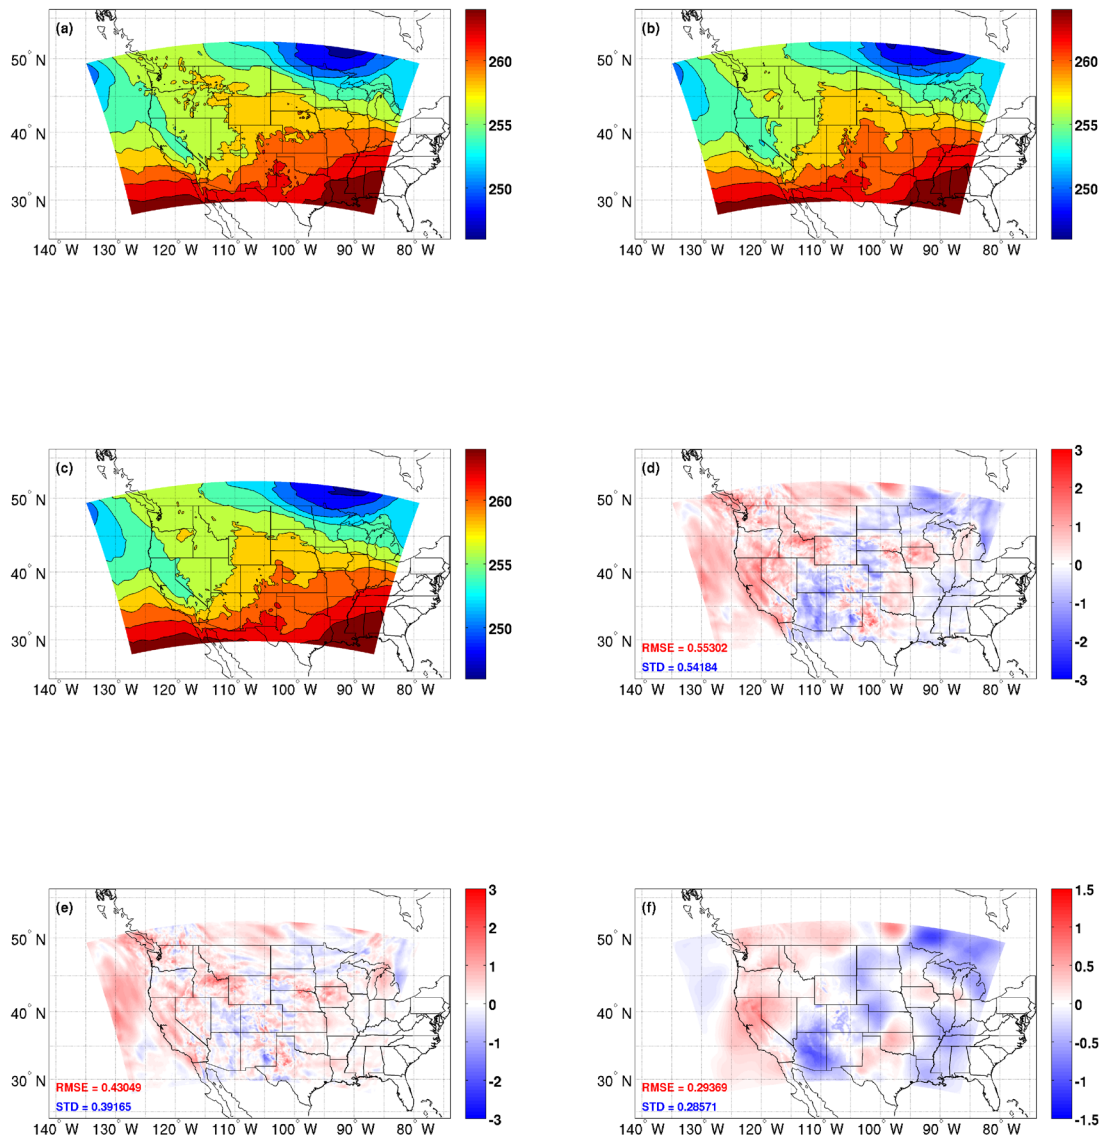 (a)
50° N
40° N
30° N
140° W 130° W 120° W 110° W 100° W 90° W 80° W
260
255
250
(b)
50° N
40° N
30° N
140° W 130° W 120° W 110° W 100° W 90° W 80° W
260
255
250
(c)
50° N
40° N
30° N
140° W 130° W 120° W 110° W 100° W 90° W 80° W
260
255
250
(d)
50° N
40° N
30° N
RMSE = 0.55302
STD = 0.54184
140° W 130° W 120° W 110° W 100° W 90° W 80° W
3
2
1
0
-1
-2
-3
(e)
50° N
40° N
30° N
RMSE = 0.43049
STD = 0.39165
140° W 130° W 120° W 110° W 100° W 90° W 80° W
3
2
1
0
-1
-2
-3
(f)
50° N
40° N
30° N
RMSE = 0.29369
STD = 0.28571
140° W 130° W 120° W 110° W 100° W 90° W 80° W
1.5
1
0.5
0
-0.5
-1
-1.5